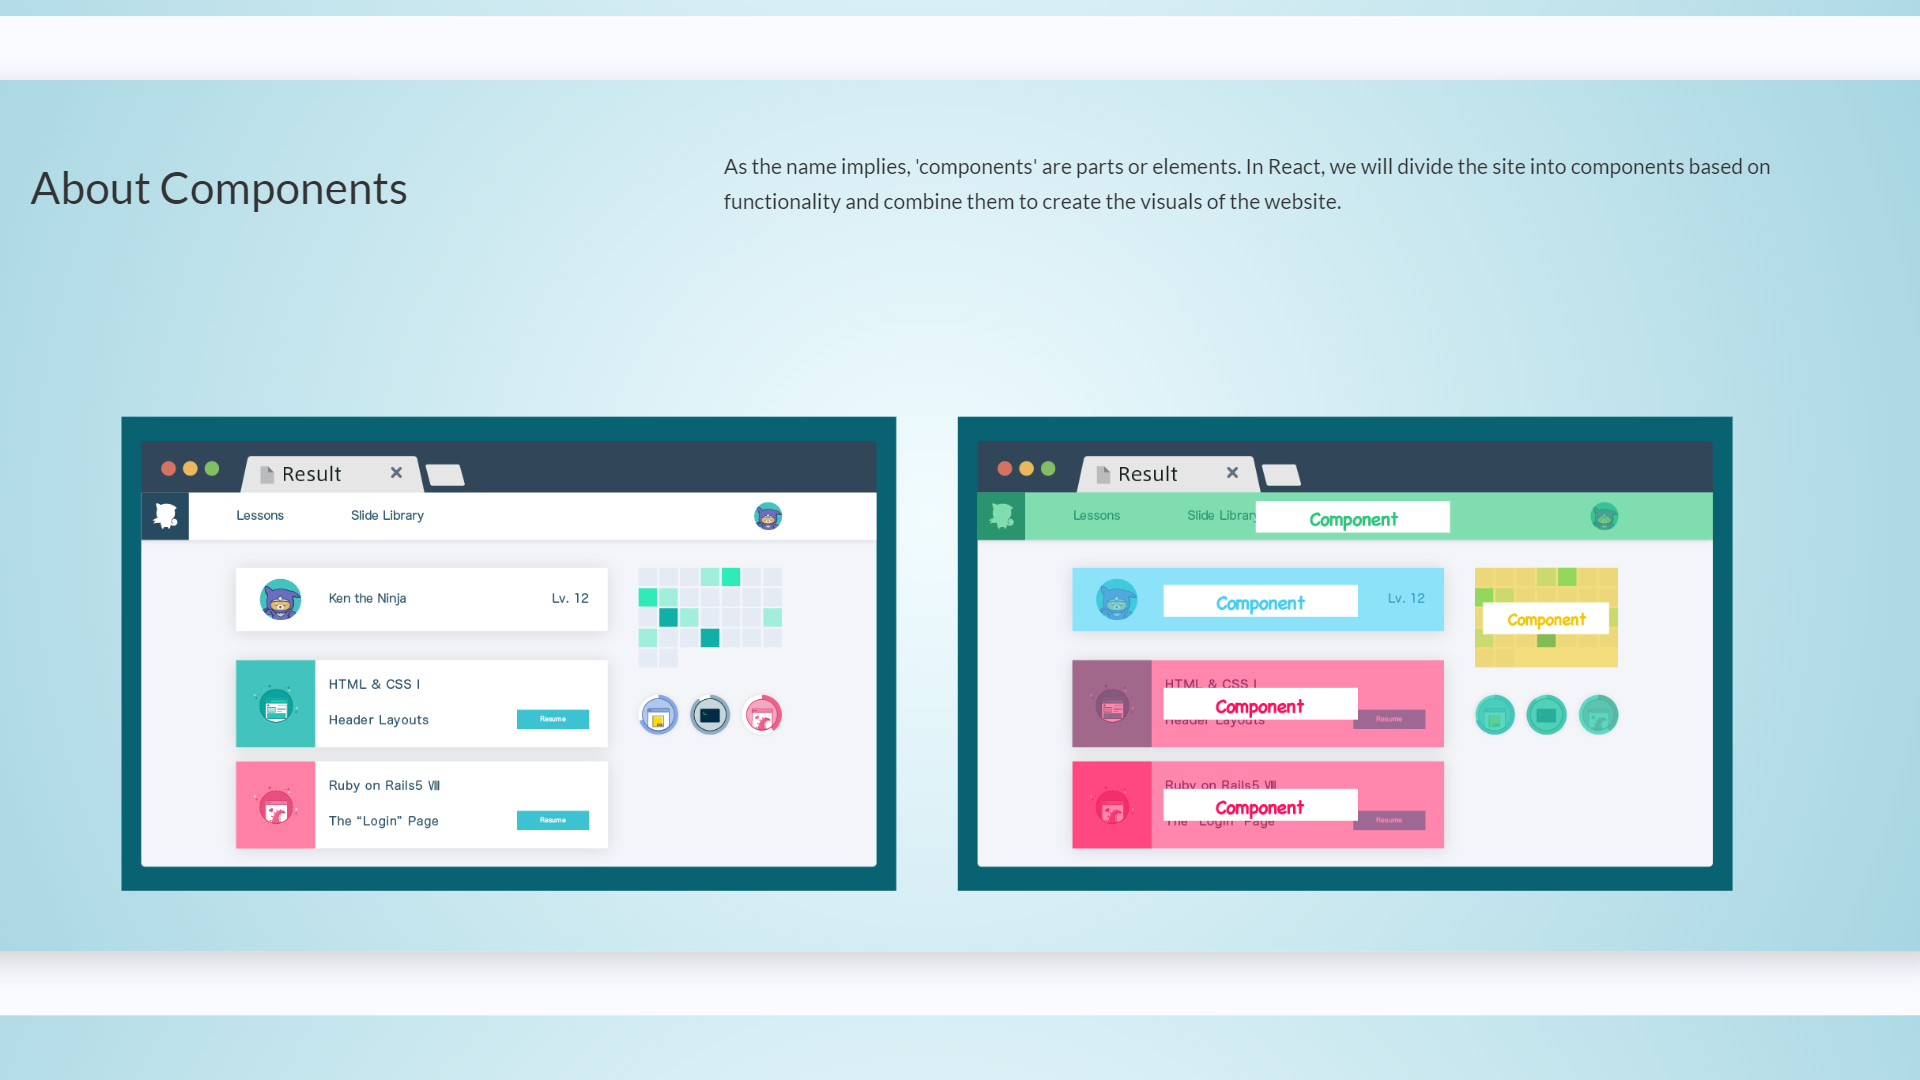 About Components
As the name implies, 'components' are parts or elements. In React, we will divide the site into components based on
functionality and combine them to create the visuals of the website.
Result
Lessons Slide Library
Ken the Ninja Lv. 12
HTML & CSS I
Header Layouts Resume
Ruby on Rails5 Ⅷ
The “Login” Page Resume
Result
Lessons Slide Library Component
Component Lv. 12
Component
HTML & CSS I
Component
Header Layouts Resume
Ruby on Rails5 Ⅷ
Component
The “Login” Page Resume